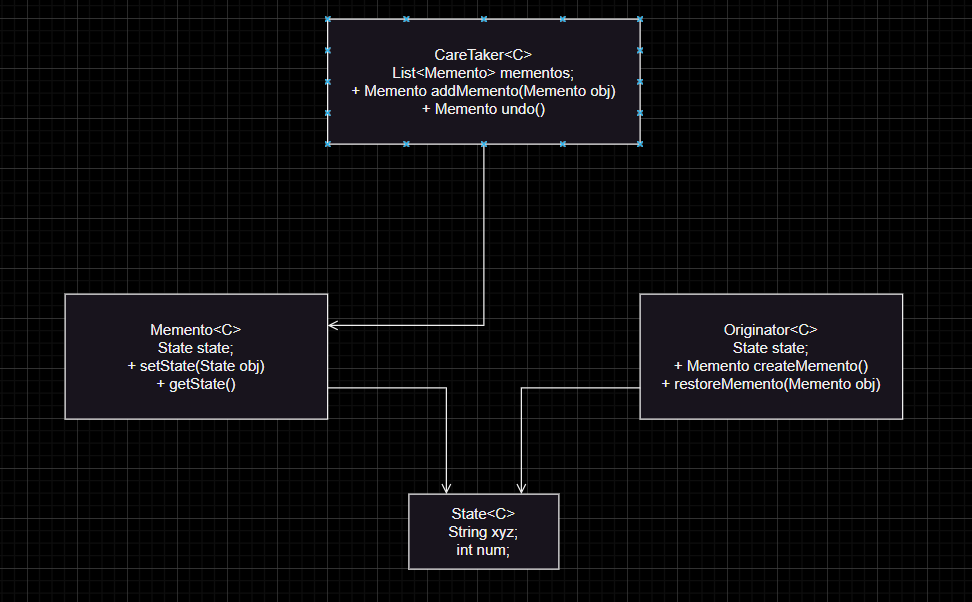 CareTaker<C>
List<Memento> mementos;
+ Memento addMemento(Memento obj)
+ Memento undo()
Memento<C>
State state;
+ setState(State obj)
+ getState()
Originator<C>
State state;
+ Memento createMemento()
+ restoreMemento(Memento obj)
State<C>
String xyz;
int num;